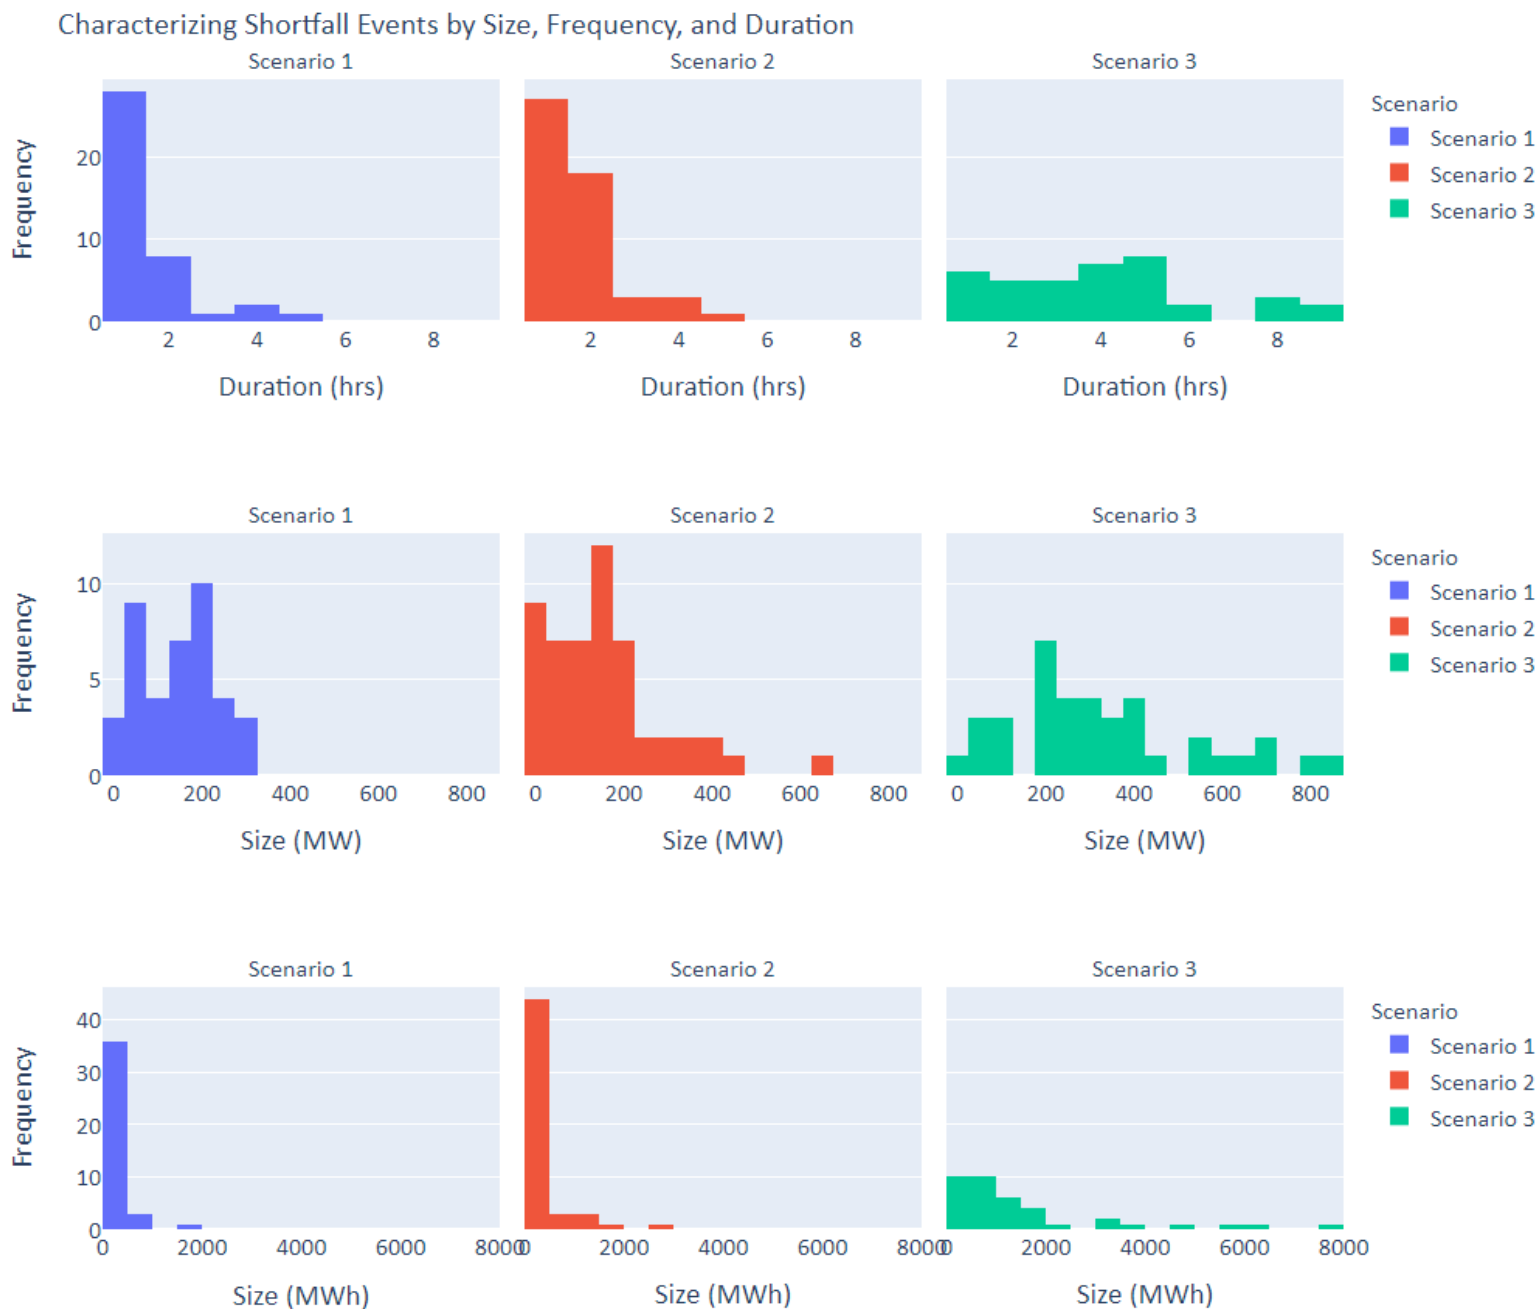 Characterizing Shortfall Events by Size, Frequency, and Duration
Scenario 1
Scenario 2
Scenario 3
Frequency
20
10
0
2 4 6 8
2 4 6 8
2 4 6 8
Duration (hrs)
Duration (hrs)
Duration (hrs)
Scenario
Scenario 1
Scenario 2
Scenario 3
Scenario 1
Scenario 2
Scenario 3
Frequency
10
5
0
0 200 400 600 800
0 200 400 600 800
0 200 400 600 800
Size (MW)
Size (MW)
Size (MW)
Scenario
Scenario 1
Scenario 2
Scenario 3
Scenario 1
Scenario 2
Scenario 3
Frequency
40
30
20
10
0
0 2000 4000 6000 8000
0 2000 4000 6000 8000
0 2000 4000 6000 8000
Size (MWh)
Size (MWh)
Size (MWh)
Scenario
Scenario 1
Scenario 2
Scenario 3